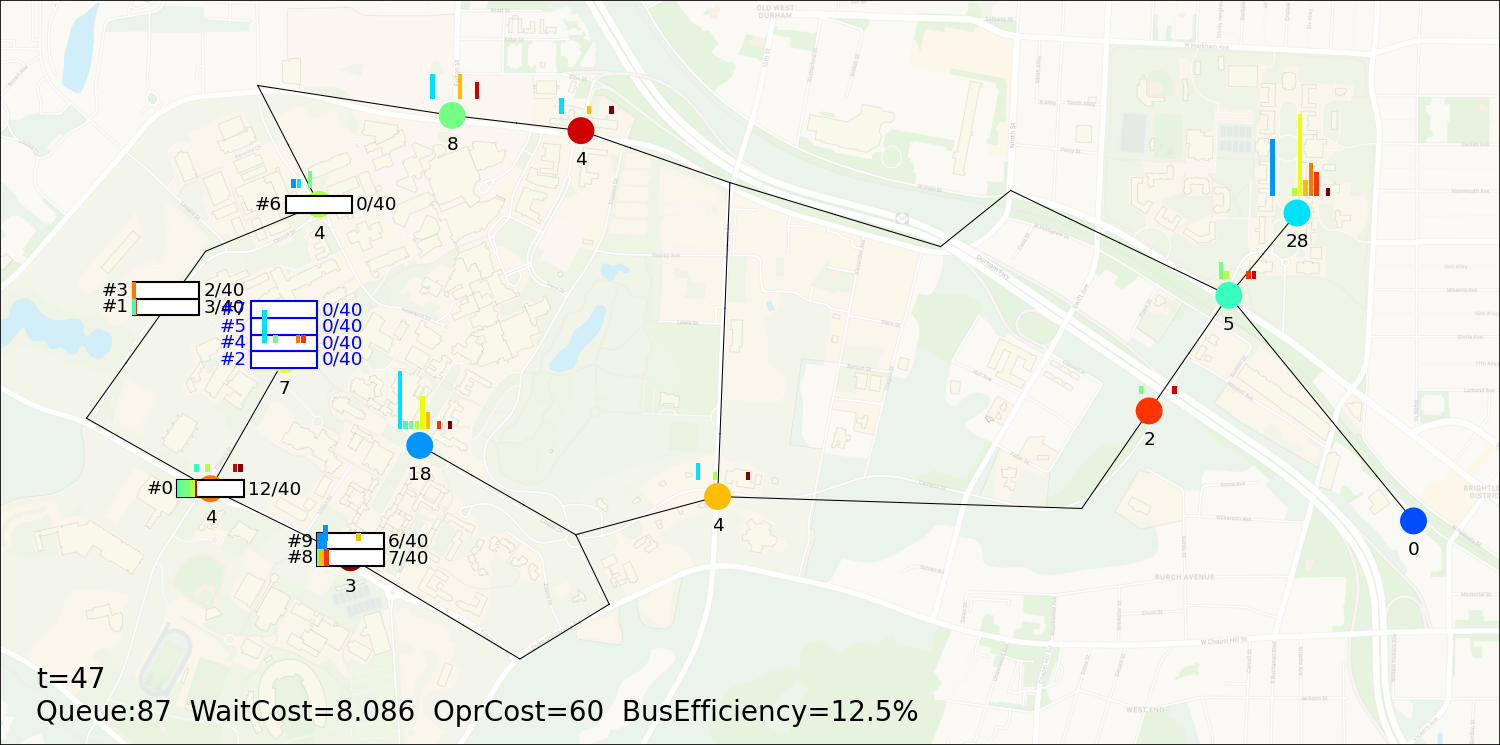 OLD WEST
DURHAM
W Markham Ave
8
4
#6 0/40
4
28
#3 2/40
#1 3/40
#7 0/40
#5 0/40
#4 0/40
#2 0/40
7
5
2
18
#0 12/40
4
4
0
#9 6/40
#8 7/40
3
BURCH AVENUE
W Chapel Hill St
WEST END
t=47
Queue:87 WaitCost=8.086 OprCost=60 BusEfficiency=12.5%